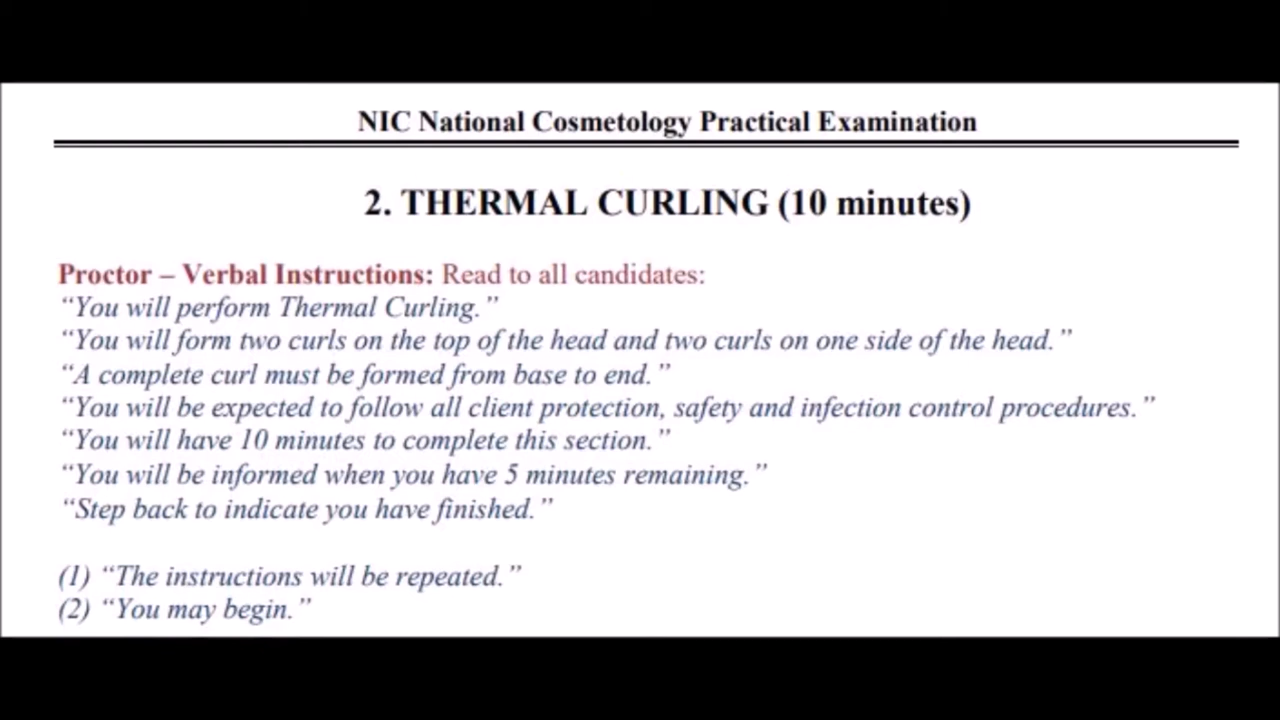 NIC National Cosmetology Practical Examination
2. THERMAL CURLING (10 minutes)
Proctor – Verbal Instructions: Read to all candidates:
“You will perform Thermal Curling.”
“You will form two curls on the top of the head and two curls on one side of the head.”
“A complete curl must be formed from base to end.”
“You will be expected to follow all client protection, safety and infection control procedures.”
“You will have 10 minutes to complete this section.”
“You will be informed when you have 5 minutes remaining.”
“Step back to indicate you have finished.”
(1) “The instructions will be repeated.”
(2) “You may begin.”